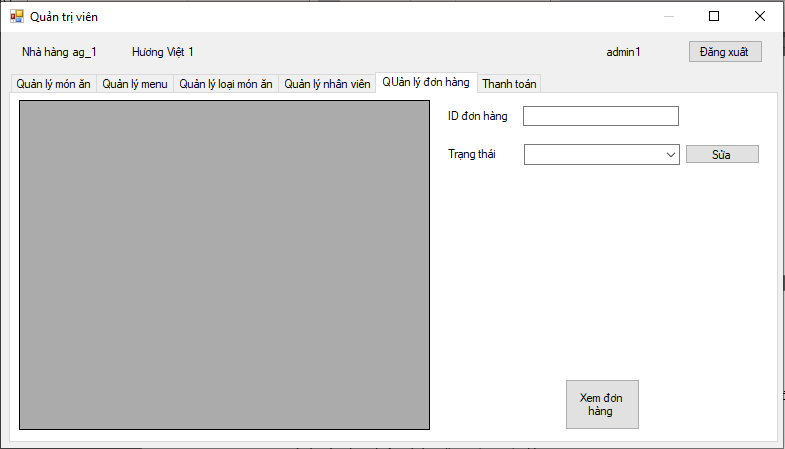 Quản trị viên
Nhà hàng ag_1 Hương Việt 1 admin1 Đăng xuất
Quản lý món ăn Quản lý menu Quản lý loại món ăn Quản lý nhân viên QUản lý đơn hàng Thanh toán
ID đơn hàng
Trạng thái Sửa
Xem đơn
hàng